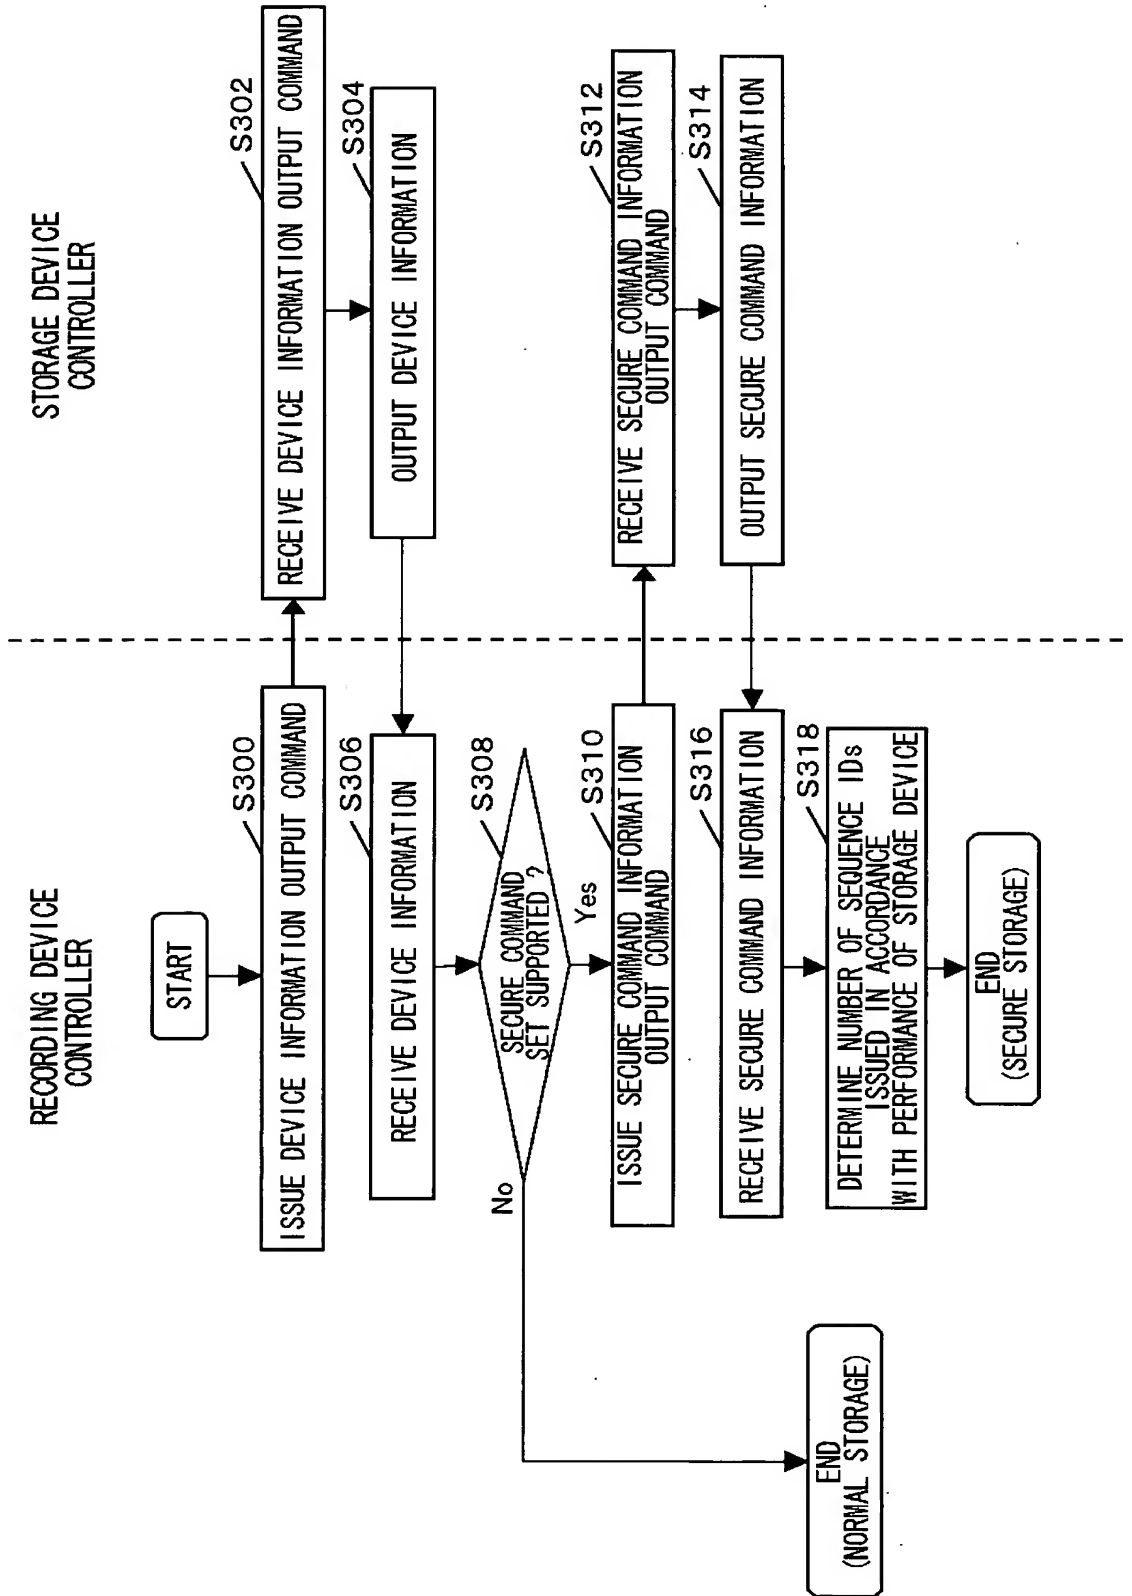 RECORDING DEVICE
CONTROLLER
STORAGE DEVICE
CONTROLLER
START
S300
ISSUE DEVICE INFORMATION OUTPUT COMMAND
S302
RECEIVE DEVICE INFORMATION OUTPUT COMMAND
S304
OUTPUT DEVICE INFORMATION
S306
RECEIVE DEVICE INFORMATION
S308
SECURE COMMAND
SET SUPPORTED ?
No
Yes
S310
ISSUE SECURE COMMAND INFORMATION
OUTPUT COMMAND
S312
RECEIVE SECURE COMMAND INFORMATION
OUTPUT COMMAND
S314
OUTPUT SECURE COMMAND INFORMATION
S316
RECEIVE SECURE COMMAND INFORMATION
S318
DETERMINE NUMBER OF SEQUENCE IDs
ISSUED IN ACCORDANCE
WITH PERFORMANCE OF STORAGE DEVICE
END
(NORMAL STORAGE)
END
(SECURE STORAGE)